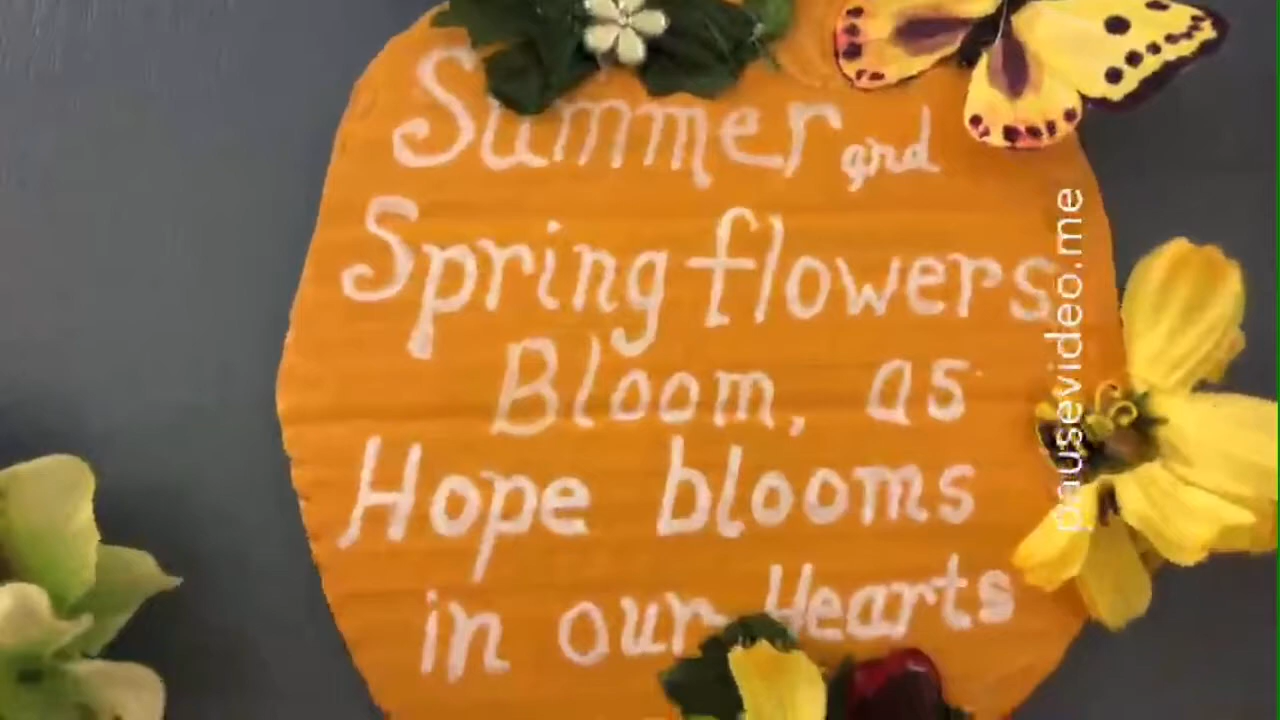 Summer and
Spring flowers
Bloom, as
Hope blooms
in our Hearts
pausevideo.me